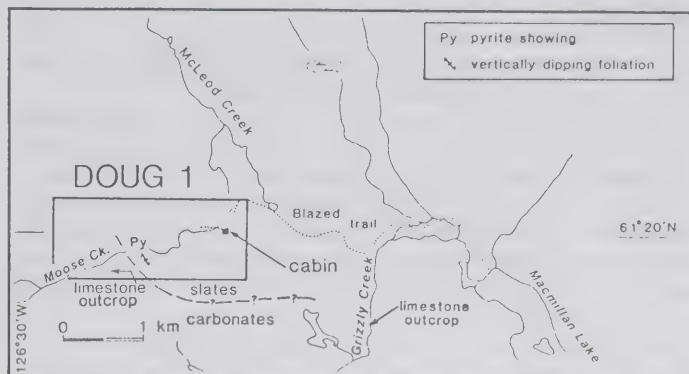 Py pyrite showing
vertically dipping foliation
McLeod Creek
DOUG 1
Blazed trail
61°20'N
Moose Ck.
Py
cabin
limestone
outcrop
slates
carbonates
?
?
?
0 1
km
126°30'W
Grizzly Creek
limestone
outcrop
Macmillan
Lake